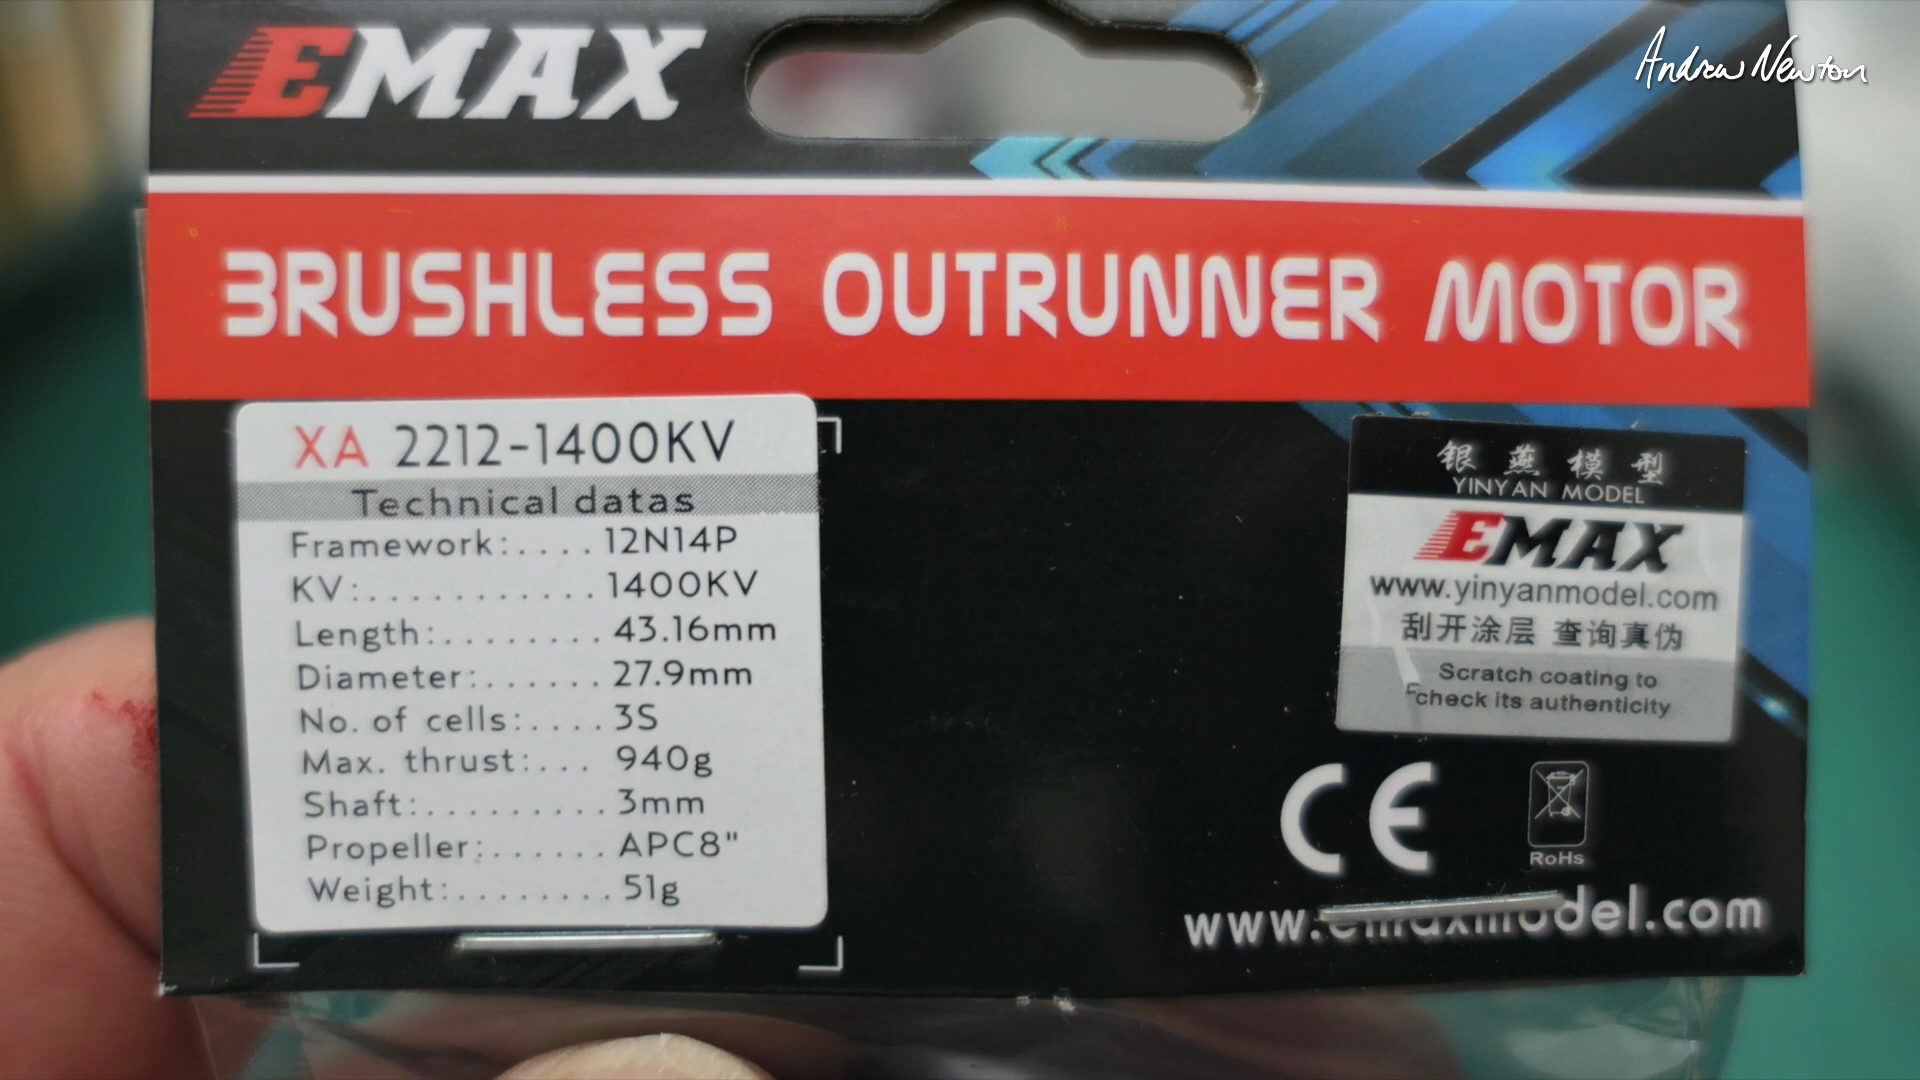 EMAX
Andrew Newton
BRUSHLESS OUTRUNNER MOTOR
XA 2212-1400KV
Technical datas
Framework:.... 12N14P
KV:............ 1400KV
Length:........ 43.16mm
Diameter:....... 27.9mm
No. of cells:.... 3S
Max. thrust:... 940g
Shaft:.......... 3mm
Propeller:...... APC8"
Weight:......... 51g
银燕模型
YINYAN MODEL
EMAX
www.yinyanmodel.com
刮开涂层 查询真伪
Scratch coating to
check its authenticity
CE
RoHs
www.emaxmodel.com